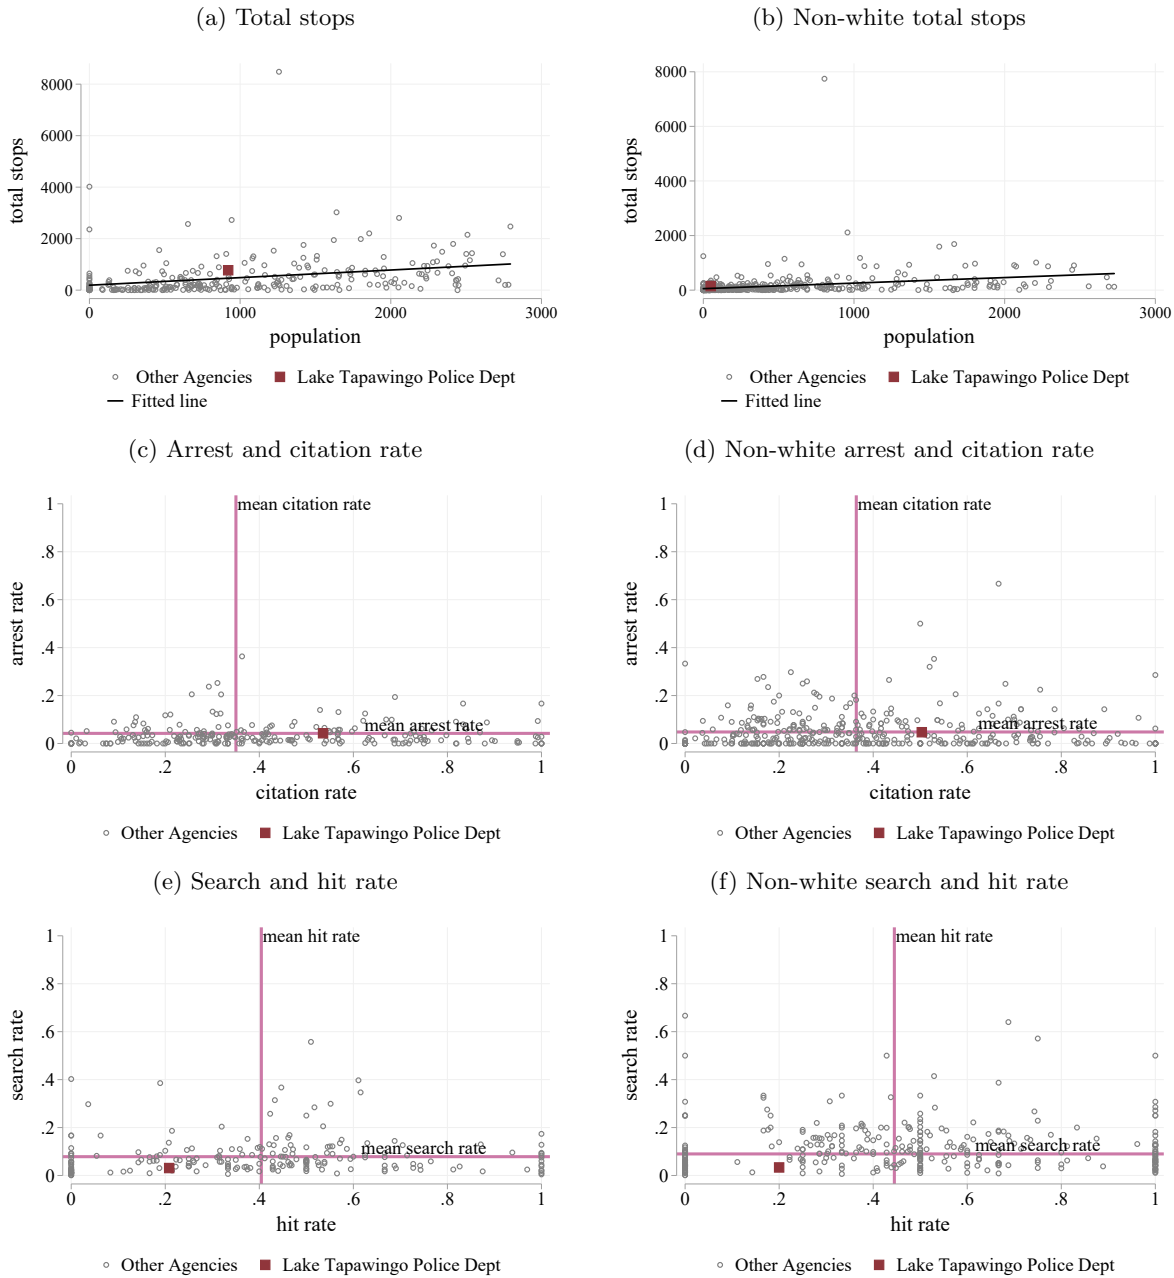 (a) Total stops
(b) Non-white total stops
total stops
8000
6000
4000
2000
0
0 1000 2000 3000
population
Other Agencies Lake Tapawingo Police Dept
Fitted line
total stops
8000
6000
4000
2000
0
0 1000 2000 3000
population
Other Agencies Lake Tapawingo Police Dept
Fitted line
(c) Arrest and citation rate
(d) Non-white arrest and citation rate
arrest rate
1
.8
.6
.4
.2
0
mean citation rate
mean arrest rate
0 .2 .4 .6 .8 1
citation rate
Other Agencies Lake Tapawingo Police Dept
arrest rate
1
.8
.6
.4
.2
0
mean citation rate
mean arrest rate
0 .2 .4 .6 .8 1
citation rate
Other Agencies Lake Tapawingo Police Dept
(e) Search and hit rate
(f) Non-white search and hit rate
search rate
1
.8
.6
.4
.2
0
mean hit rate
mean search rate
0 .2 .4 .6 .8 1
hit rate
Other Agencies Lake Tapawingo Police Dept
search rate
1
.8
.6
.4
.2
0
mean hit rate
mean search rate
0 .2 .4 .6 .8 1
hit rate
Other Agencies Lake Tapawingo Police Dept